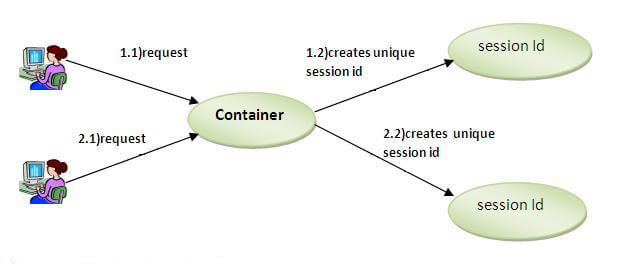 1.1)request
1.2)creates unique
session id
session Id
Container
2.1)request
2.2)creates unique
session id
session Id